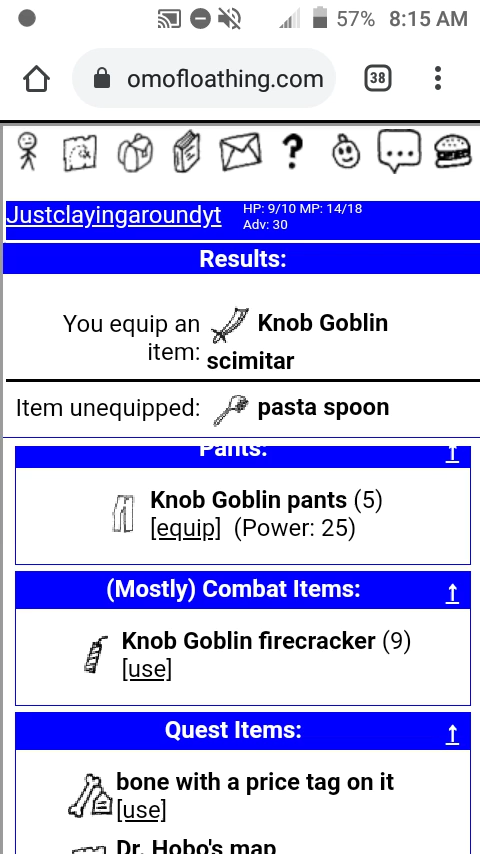 57% 8:15 AM
omofloathing.com 38
?
Justclayingaroundyt HP: 9/10 MP: 14/18
Adv: 30
Results:
You equip an item: Knob Goblin scimitar
Item unequipped: pasta spoon
Pants: ↑
Knob Goblin pants (5)
[equip] (Power: 25)
(Mostly) Combat Items: ↑
Knob Goblin firecracker (9)
[use]
Quest Items: ↑
bone with a price tag on it
[use]
Dr. Hobo's map